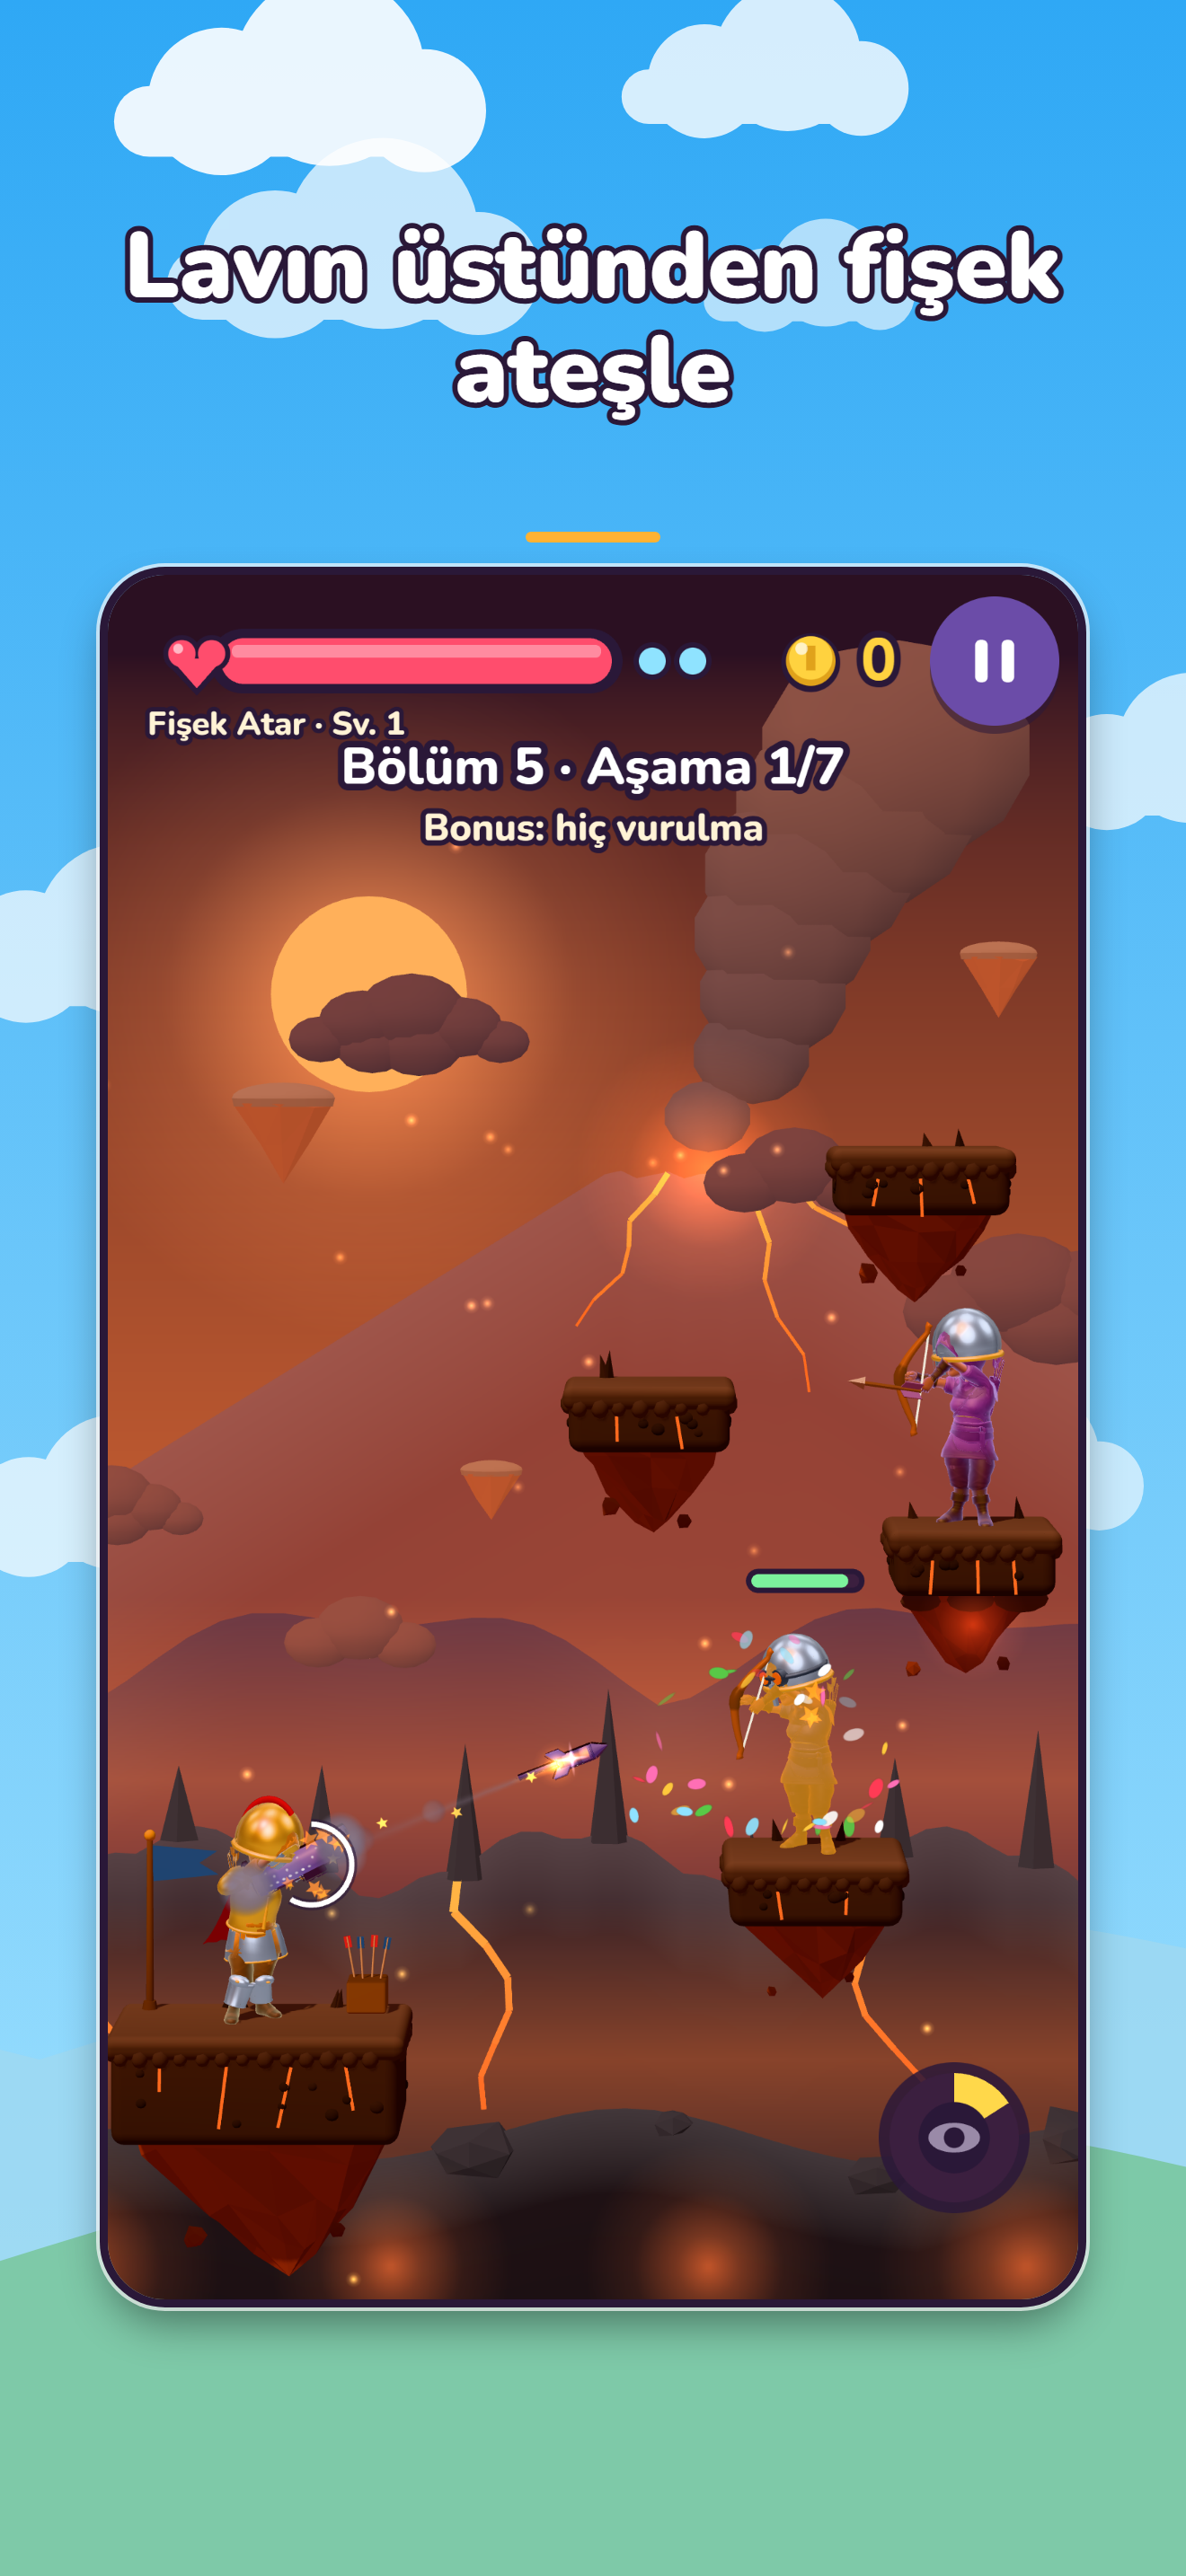 Lavın üstünden fişek
ateşle
0
Fişek Atar · Sv. 1
Bölüm 5 · Aşama 1/7
Bonus: hiç vurulma